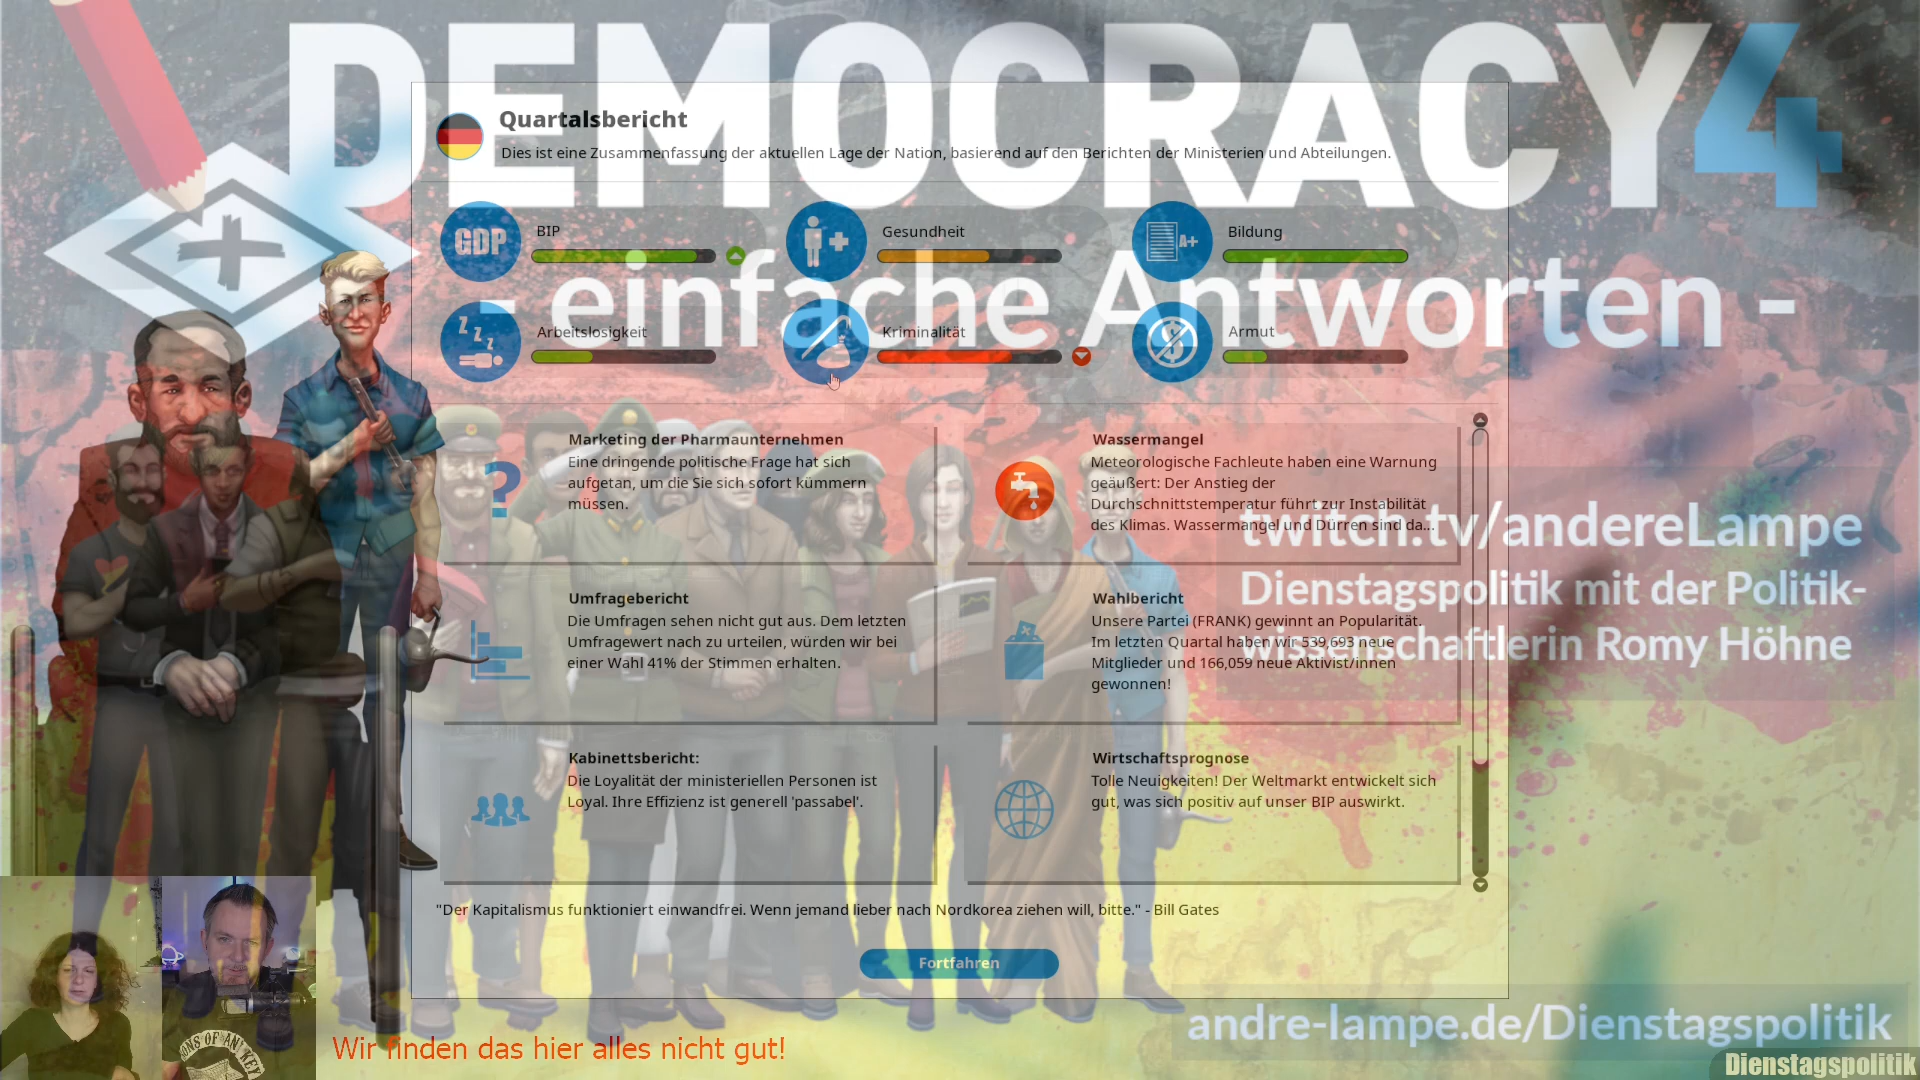 DEMOCRACY4
- einfache Antworten -
Quartalsbericht
Dies ist eine Zusammenfassung der aktuellen Lage der Nation, basierend auf den Berichten der Ministerien und Abteilungen.
GDP
BIP
Gesundheit
A+
Bildung
Z Z Z
Arbeitslosigkeit
Kriminalität
$
Armut
Marketing der Pharmaunternehmen
?
Eine dringende politische Frage hat sich
aufgetan, um die Sie sich sofort kümmern
müssen.
Wassermangel
Meteorologische Fachleute haben eine Warnung
geäußert: Der Anstieg der
Durchschnittstemperatur führt zur Instabilität
des Klimas. Wassermangel und Dürren sind da...
Umfragebericht
Die Umfragen sehen nicht gut aus. Dem letzten
Umfragewert nach zu urteilen, würden wir bei
einer Wahl 41% der Stimmen erhalten.
Wahlbericht
Unsere Partei (FRANK) gewinnt an Popularität.
Im letzten Quartal haben wir 539,693 neue
Mitglieder und 166,059 neue Aktivist/innen
gewonnen!
Kabinettsbericht:
Die Loyalität der ministeriellen Personen ist
Loyal. Ihre Effizienz ist generell 'passabel'.
Wirtschaftsprognose
Tolle Neuigkeiten! Der Weltmarkt entwickelt sich
gut, was sich positiv auf unser BIP auswirkt.
"Der Kapitalismus funktioniert einwandfrei. Wenn jemand lieber nach Nordkorea ziehen will, bitte." - Bill Gates
Fortfahren
twitch.tv/andereLampe
Dienstagspolitik mit der Politik-
wissenschaftlerin Romy Höhne
andre-lampe.de/Dienstagspolitik
Wir finden das hier alles nicht gut!
Dienstagspolitik